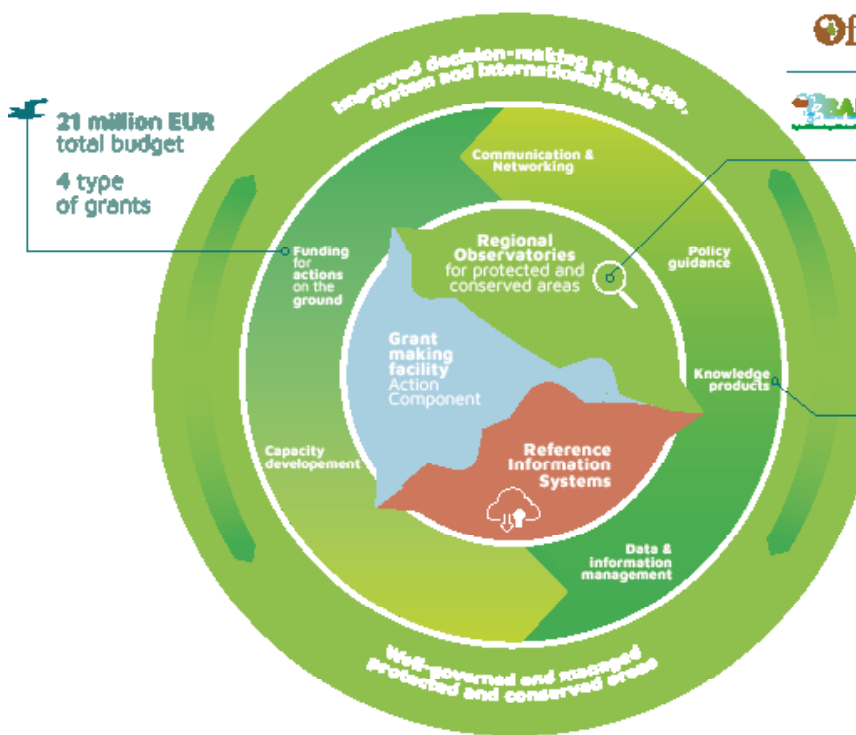 Improved decision-making at the site,
system and international levels
21 million EUR
total budget
4 type
of grants
Communication &
Networking
Funding
for
actions
on the
ground
Regional
Observatories
for protected and
conserved areas
Policy
guidance
Grant
making
facility
Action
Component
Knowledge
products
Capacity
developement
Reference
Information
Systems
Data &
information
management
Well-governed and managed
protected and conserved areas